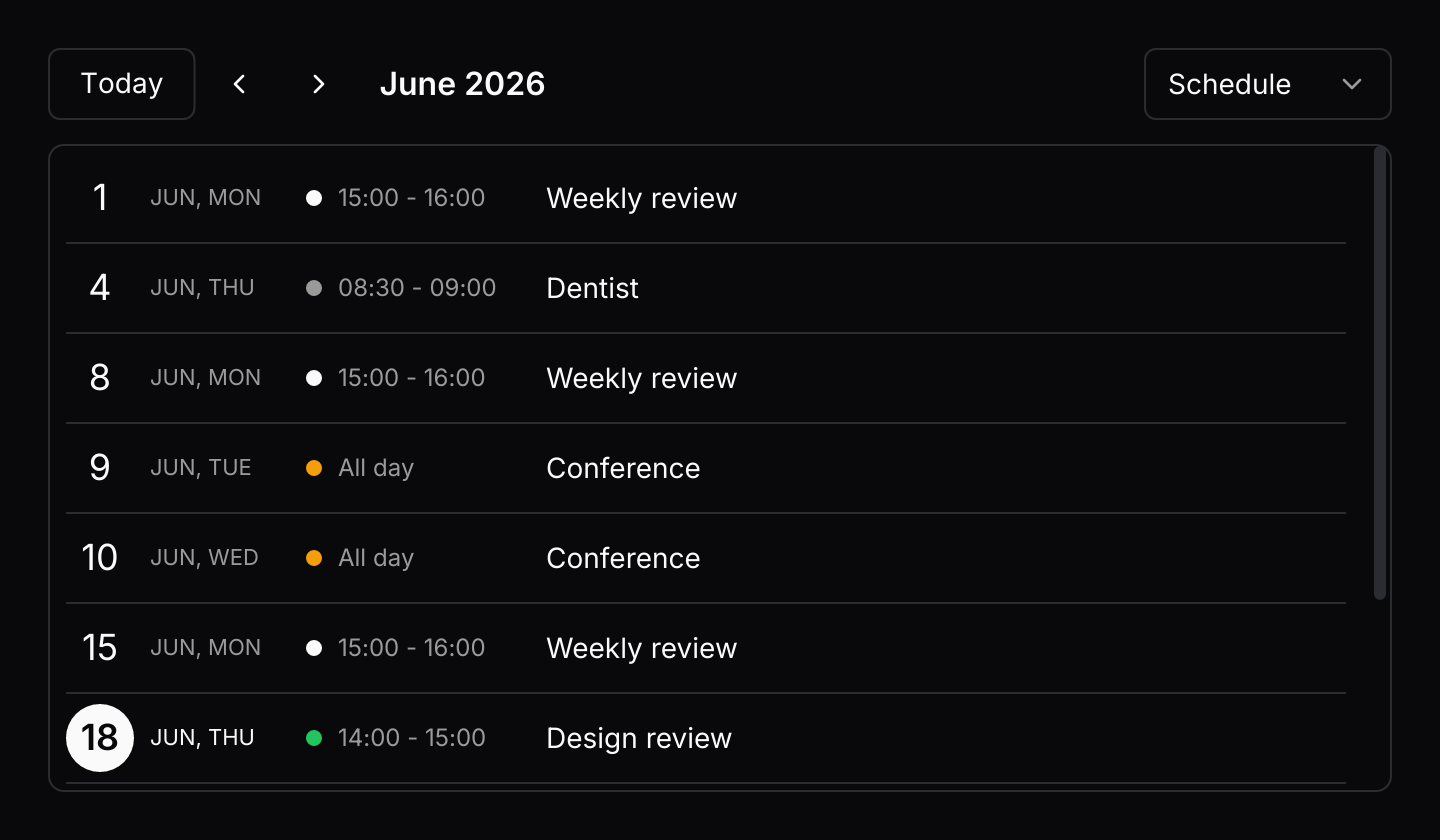 Today June 2026 Schedule
1 JUN, MON 15:00 - 16:00 Weekly review
4 JUN, THU 08:30 - 09:00 Dentist
8 JUN, MON 15:00 - 16:00 Weekly review
9 JUN, TUE All day Conference
10 JUN, WED All day Conference
15 JUN, MON 15:00 - 16:00 Weekly review
18 JUN, THU 14:00 - 15:00 Design review